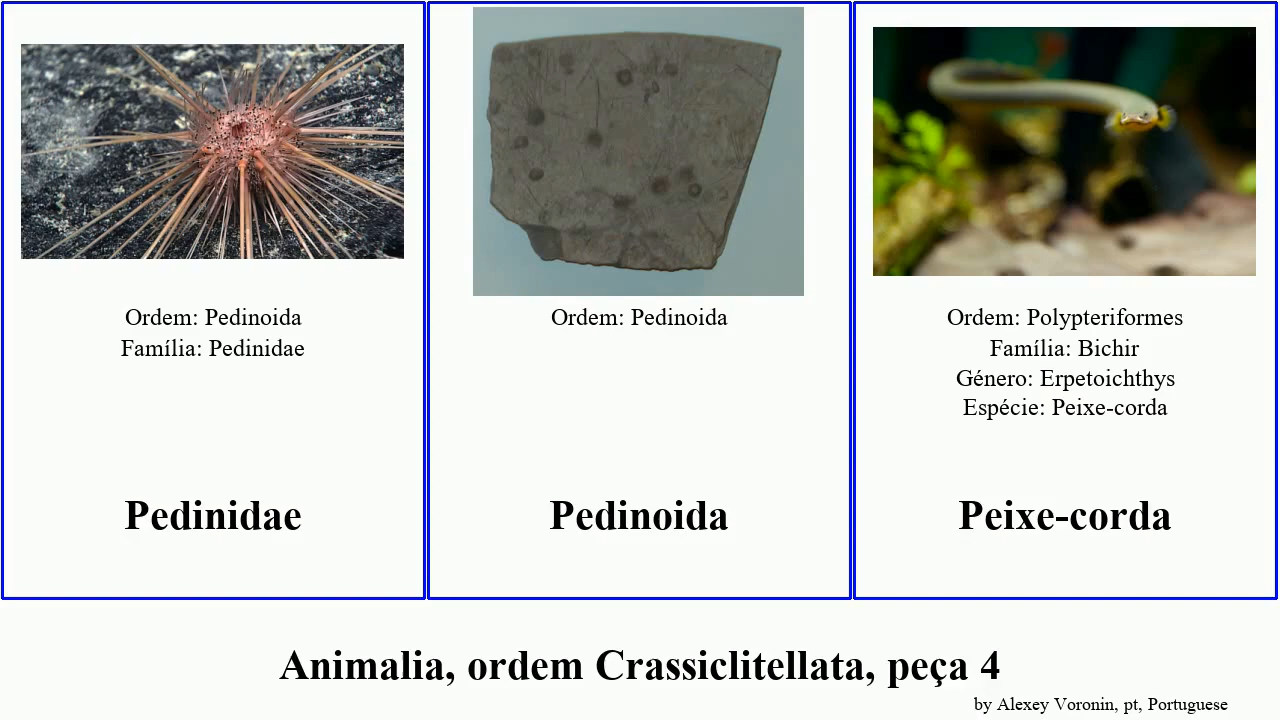 Ordem: Pedinoida
Família: Pedinidae
Pedinidae
Ordem: Pedinoida
Pedinoida
Ordem: Polypteriformes
Família: Bichir
Género: Erpetoichthys
Espécie: Peixe-corda
Peixe-corda
Animalia, ordem Crassiclitellata, peça 4
by Alexey Voronin, pt, Portuguese